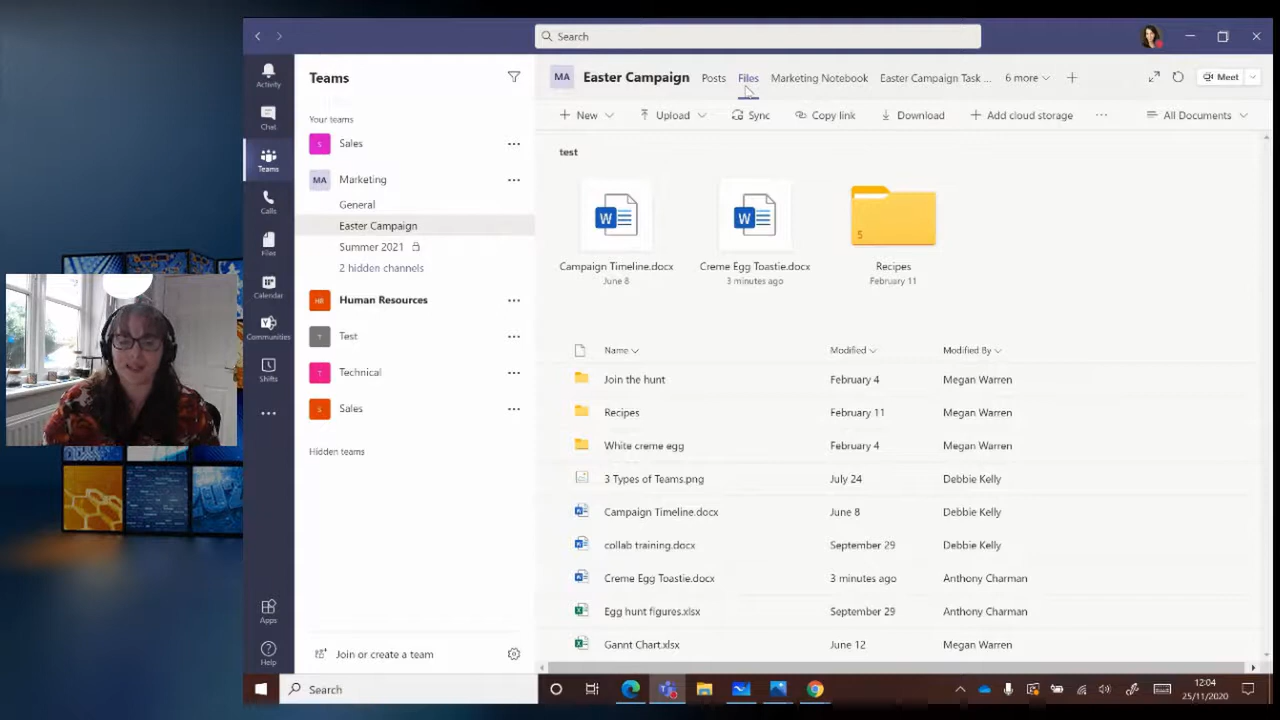 Search
Activity
Chat
Teams
Calls
Files
Calendar
Communities
Shifts
Apps
Help
Teams
Your teams
S Sales
MA Marketing
General
Easter Campaign
Summer 2021
2 hidden channels
HR Human Resources
T Test
T Technical
S Sales
Hidden teams
Join or create a team
MA Easter Campaign Posts Files Marketing Notebook Easter Campaign Task ... 6 more Meet
New Upload Sync Copy link Download Add cloud storage ... All Documents
test
Campaign Timeline.docx
June 8
Creme Egg Toastie.docx
3 minutes ago
5
Recipes
February 11
Name Modified Modified By
Join the hunt February 4 Megan Warren
Recipes February 11 Megan Warren
White creme egg February 4 Megan Warren
3 Types of Teams.png July 24 Debbie Kelly
Campaign Timeline.docx June 8 Debbie Kelly
collab training.docx September 29 Debbie Kelly
Creme Egg Toastie.docx 3 minutes ago Anthony Charman
Egg hunt figures.xlsx September 29 Anthony Charman
Gannt Chart.xlsx June 12 Megan Warren
Search
12:04
25/11/2020